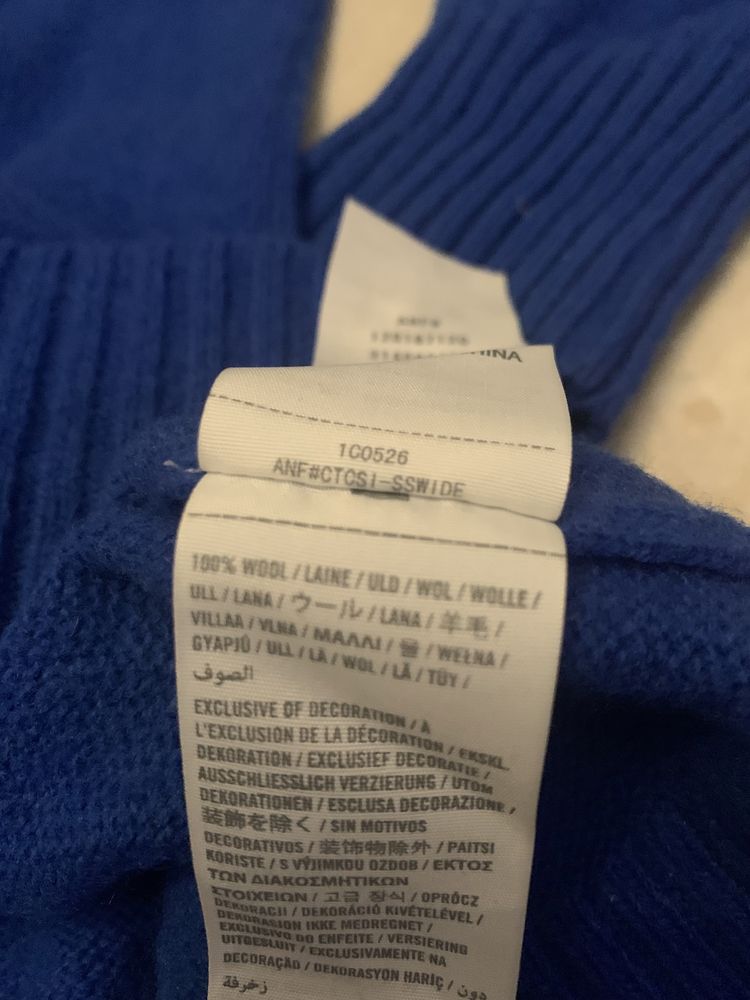 1C0526
ANF#CTCSI-SSWIDE
100% WOOL / LAINE / ULD / WOL / WOLLE /
ULL / LANA / ウール / LANA / 羊毛 /
VILLAA / VLNA / ΜΑΛΛΙ / 울 / WEŁNA /
GYAPJÚ / ULL / LÃ / WOL / LÃ / TÜY /
الصوف
EXCLUSIVE OF DECORATION / À
L'EXCLUSION DE LA DÉCORATION / EKSKL.
DEKORATION / EXCLUSIEF DECORATIE /
AUSSCHLIESSLICH VERZIERUNG / UTOM
DEKORATIONEN / ESCLUSA DECORAZIONE /
装飾を除く / SIN MOTIVOS
DECORATIVOS / 装饰物除外 / PAITSI
KORISTE / S VÝJIMKOU OZDOB / ΕΚΤΟΣ
ΤΩΝ ΔΙΑΚΟΣΜΗΤΙΚΩΝ
ΣΤΟΙΧΕΙΩΝ / 고급 장식 / OPRÓCZ
DEKORACJI / DEKORÁCIÓ KIVÉTELÉVEL /
DEKORASJON IKKE MEDREGNET /
EXCLUSIVO DO ENFEITE / VERSIERING
UITGESLUIT / EXCLUSIVAMENTE NA
DECORAÇÃO / DEKORASYON HARİÇ / دون
زخرفة